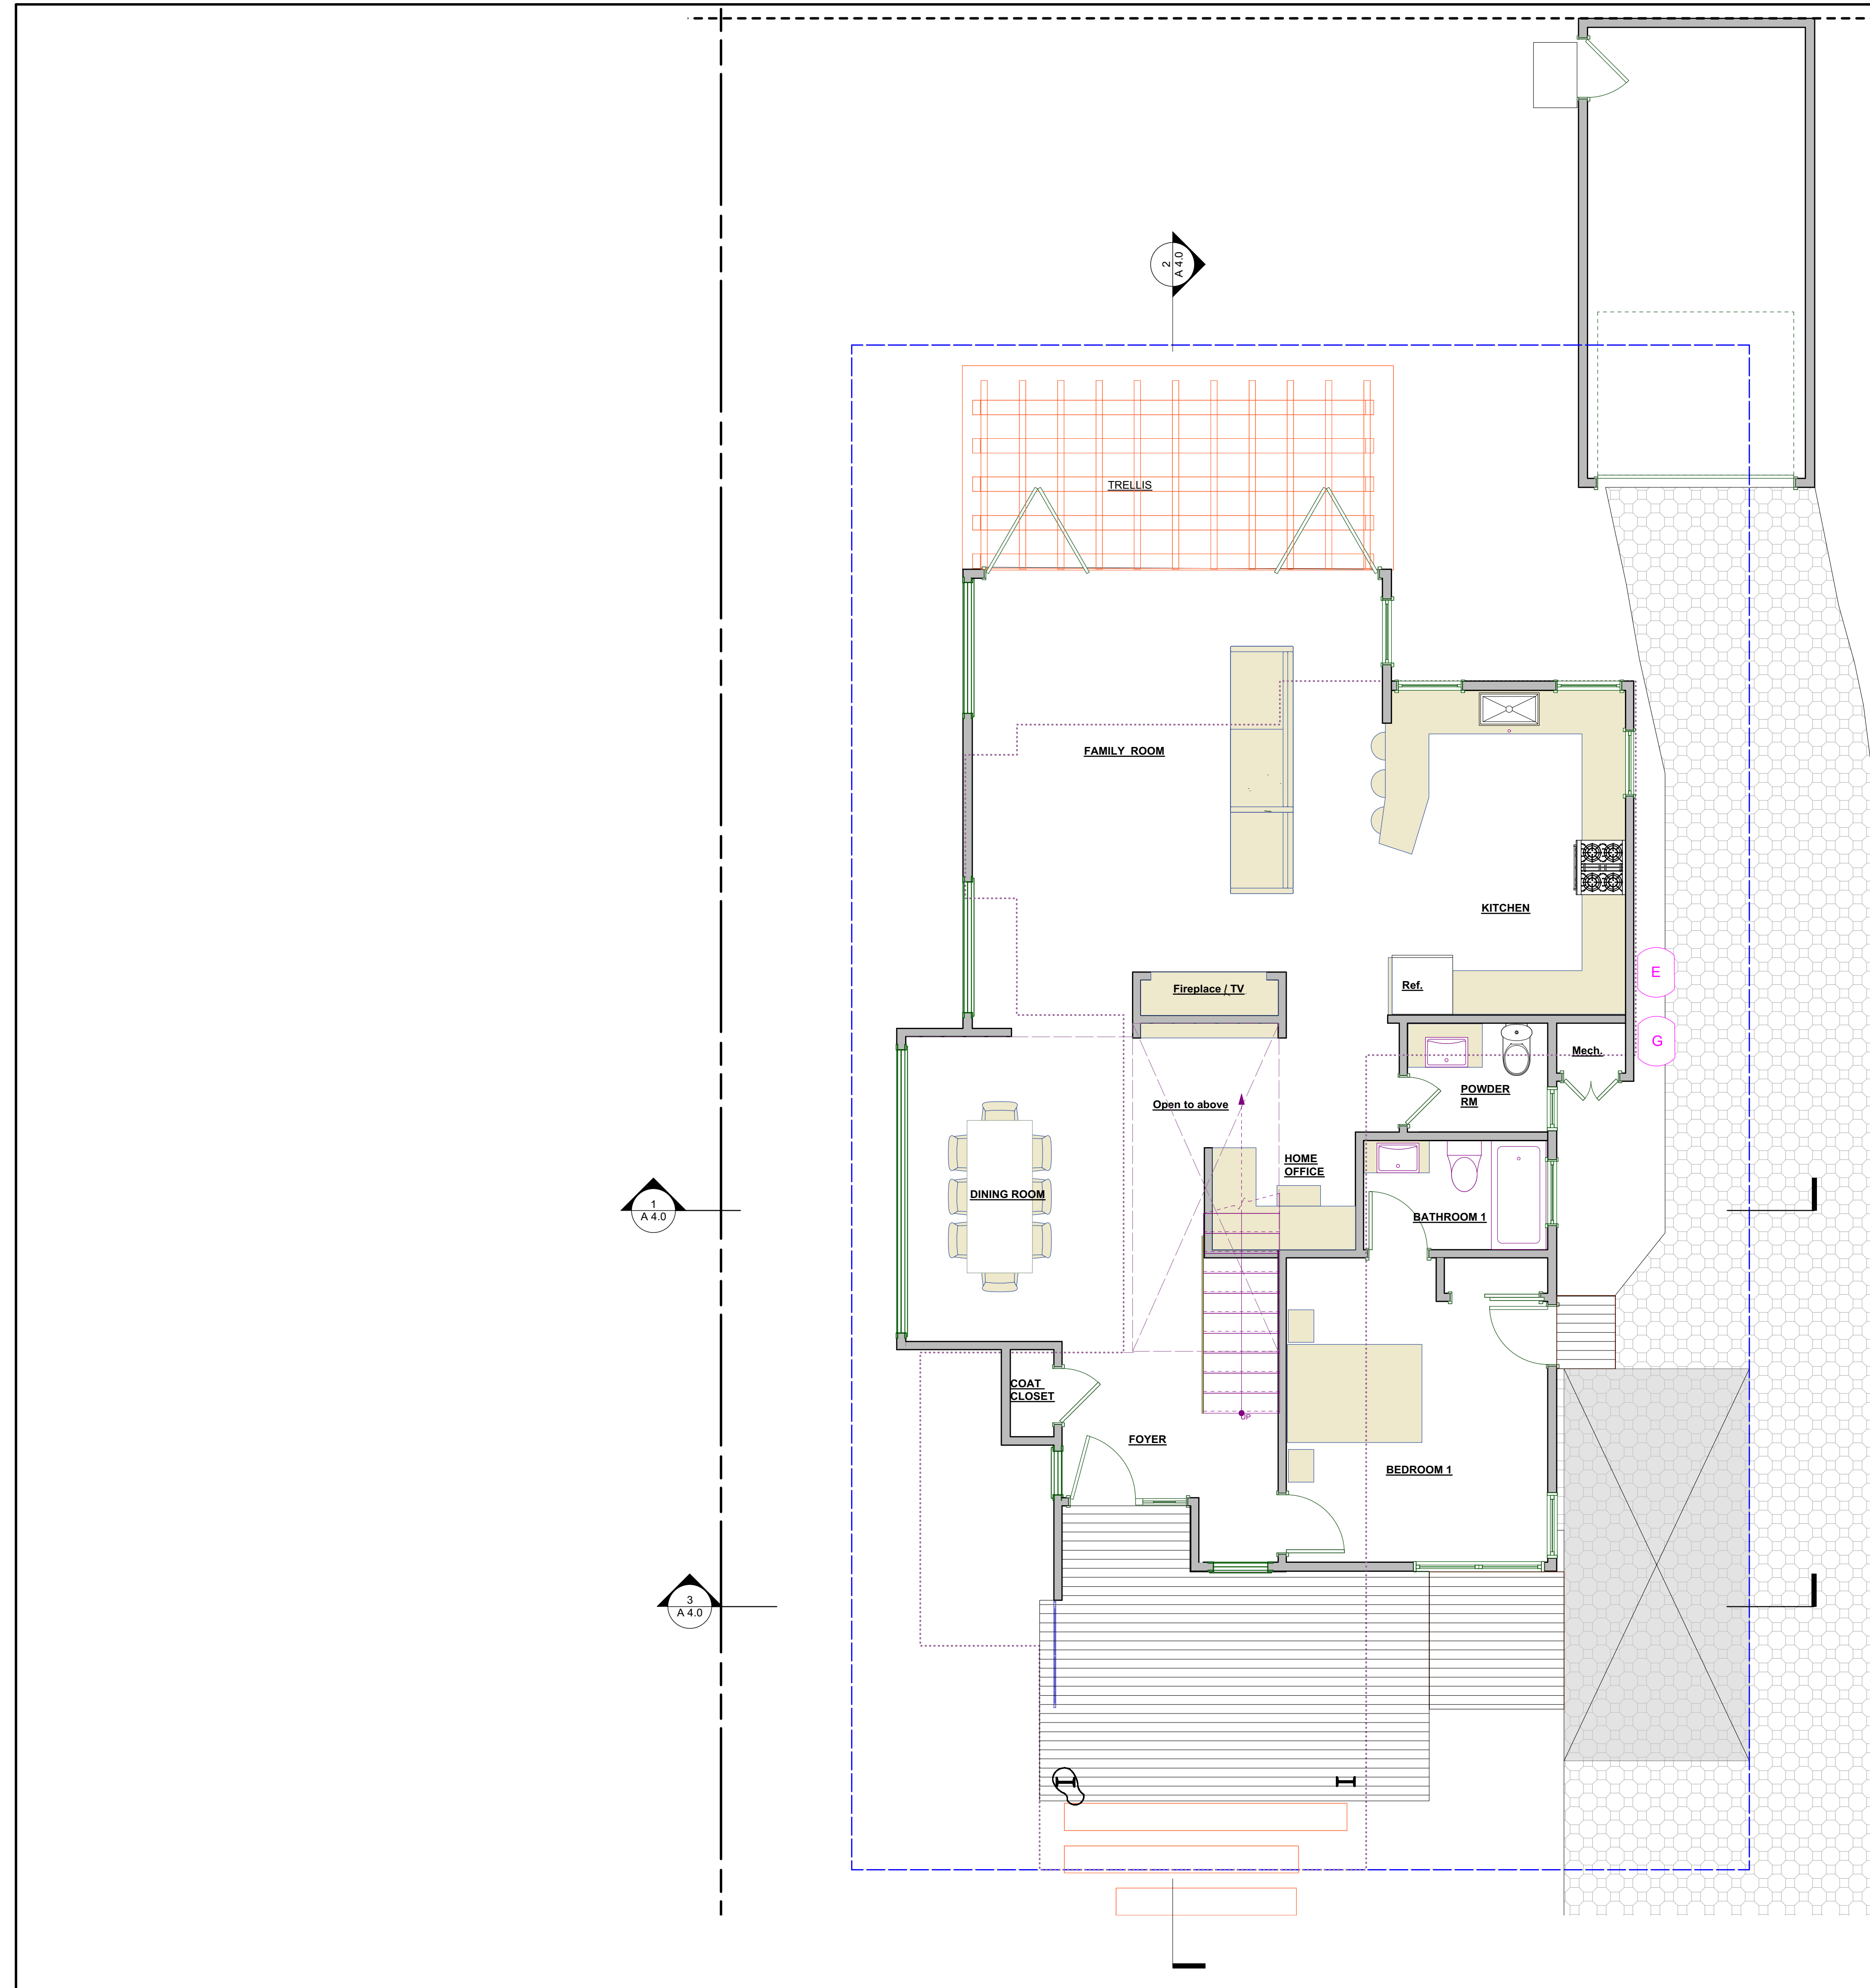 2
A 4.0
TRELLIS
FAMILY ROOM
KITCHEN
Fireplace / TV
Ref.
E
G
Mech.
POWDER
RM
Open to above
HOME
OFFICE
DINING ROOM
1
A 4.0
BATHROOM 1
COAT
CLOSET
UP
FOYER
BEDROOM 1
3
A 4.0